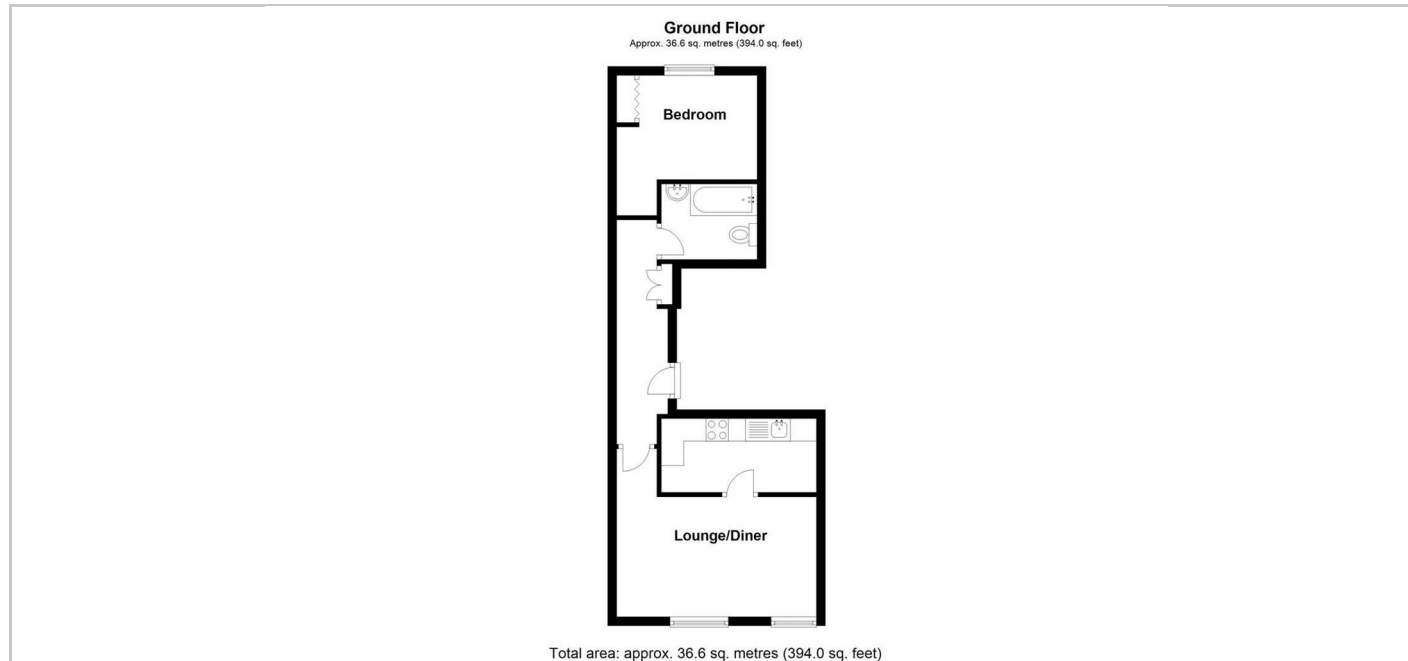 Ground Floor
Approx. 36.6 sq. metres (394.0 sq. feet)
Bedroom
Lounge/Diner
Total area: approx. 36.6 sq. metres (394.0 sq. feet)